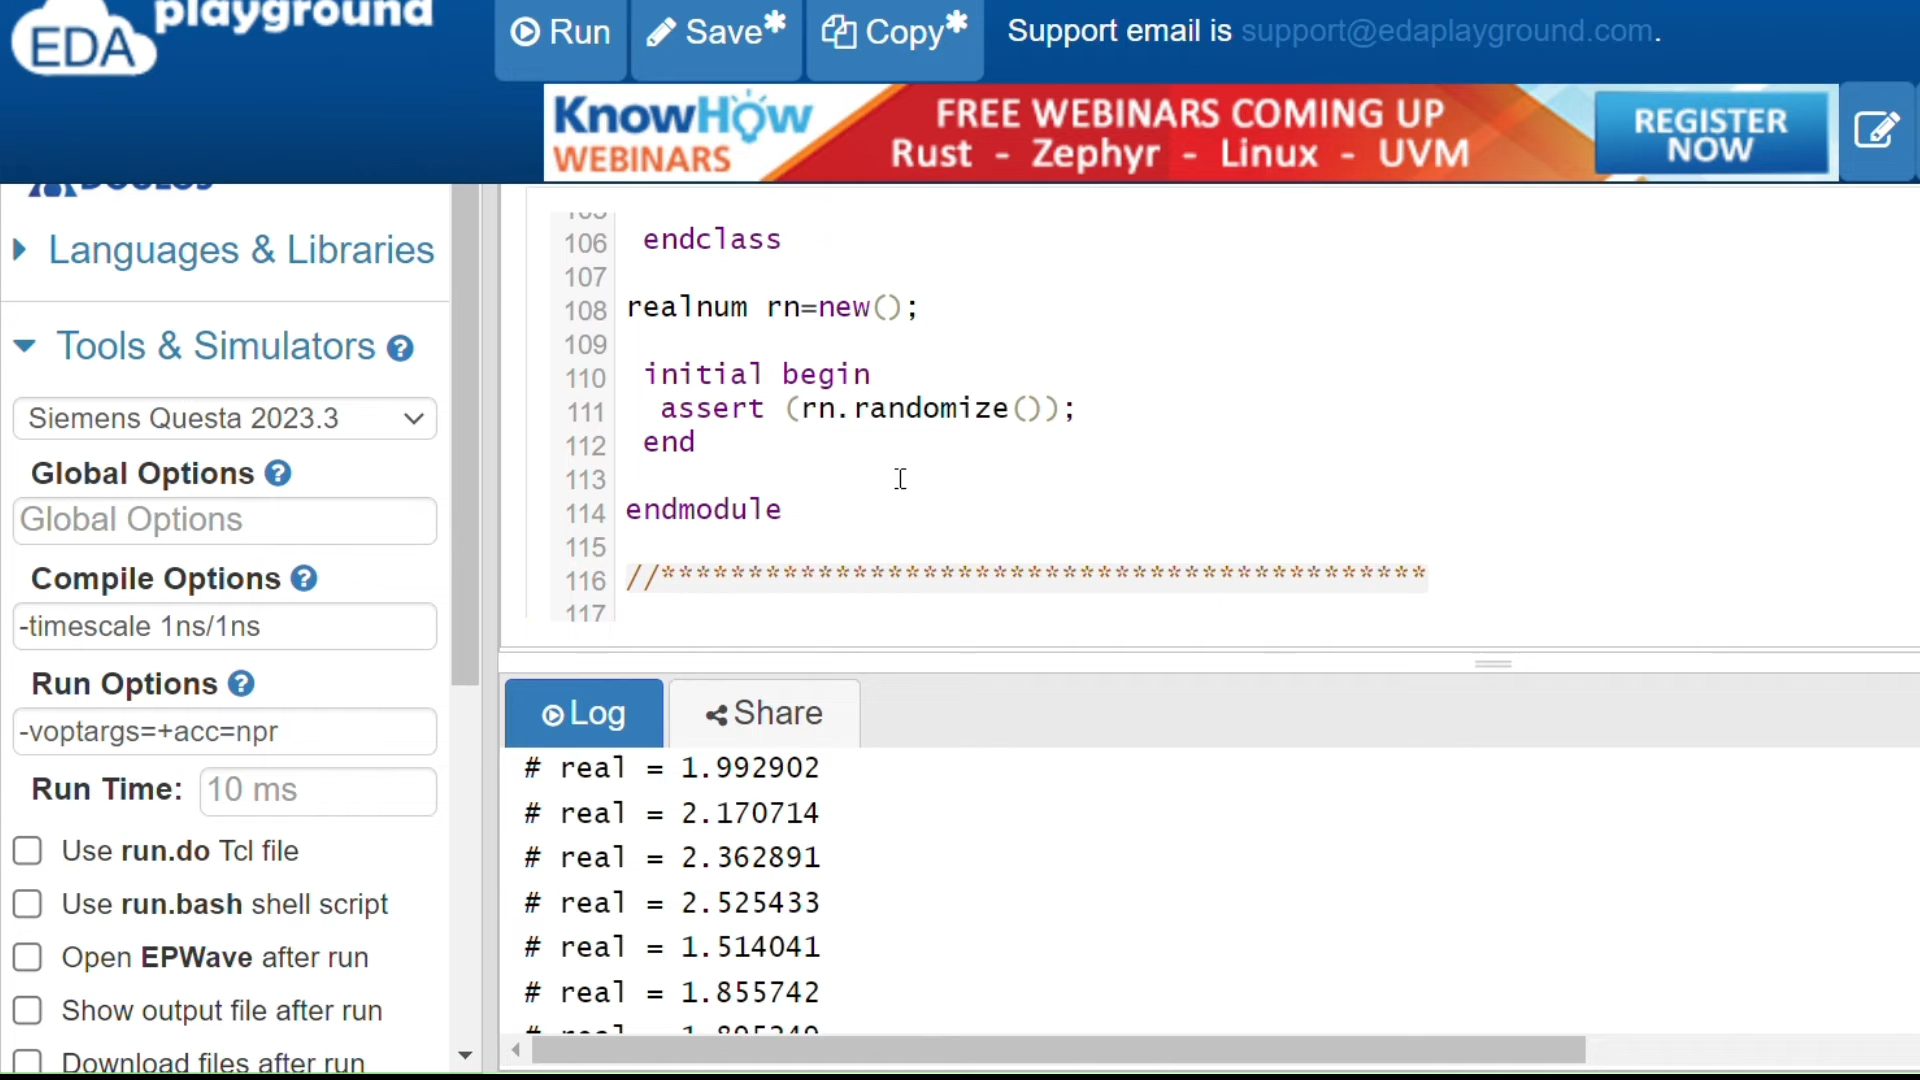 playground
EDA
Run
Save*
Copy*
Support email is support@edaplayground.com.
KnowHow
WEBINARS
FREE WEBINARS COMING UP
Rust - Zephyr - Linux - UVM
REGISTER
NOW
DOULOS
Languages & Libraries
Tools & Simulators ?
Siemens Questa 2023.3
Global Options ?
Global Options
Compile Options ?
-timescale 1ns/1ns
Run Options ?
-voptargs=+acc=npr
Run Time: 10 ms
Use run.do Tcl file
Use run.bash shell script
Open EPWave after run
Show output file after run
Download files after run
105
106 endclass
107
108 realnum rn=new();
109
110 initial begin
111 assert (rn.randomize());
112 end
113
114 endmodule
115
116 //********************************************
117
Log
Share
# real = 1.992902
# real = 2.170714
# real = 2.362891
# real = 2.525433
# real = 1.514041
# real = 1.855742
# real = 1.895249